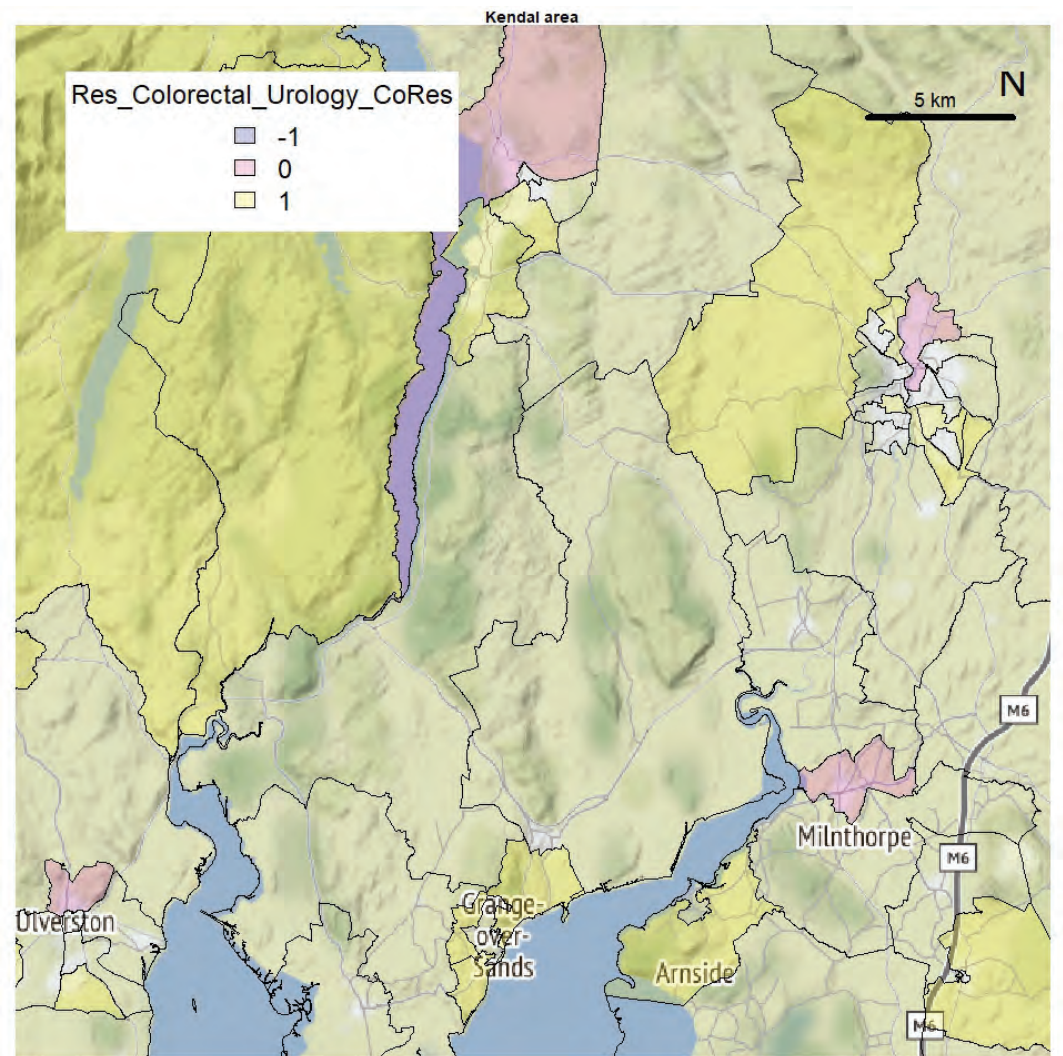 Kendal area
Res_Colorectal_Urology_CoRes
-1
0
1
N
5 km
M6
Milnthorpe
M6
Ulverston
Grange-
over-
Sands
Arnside
M6